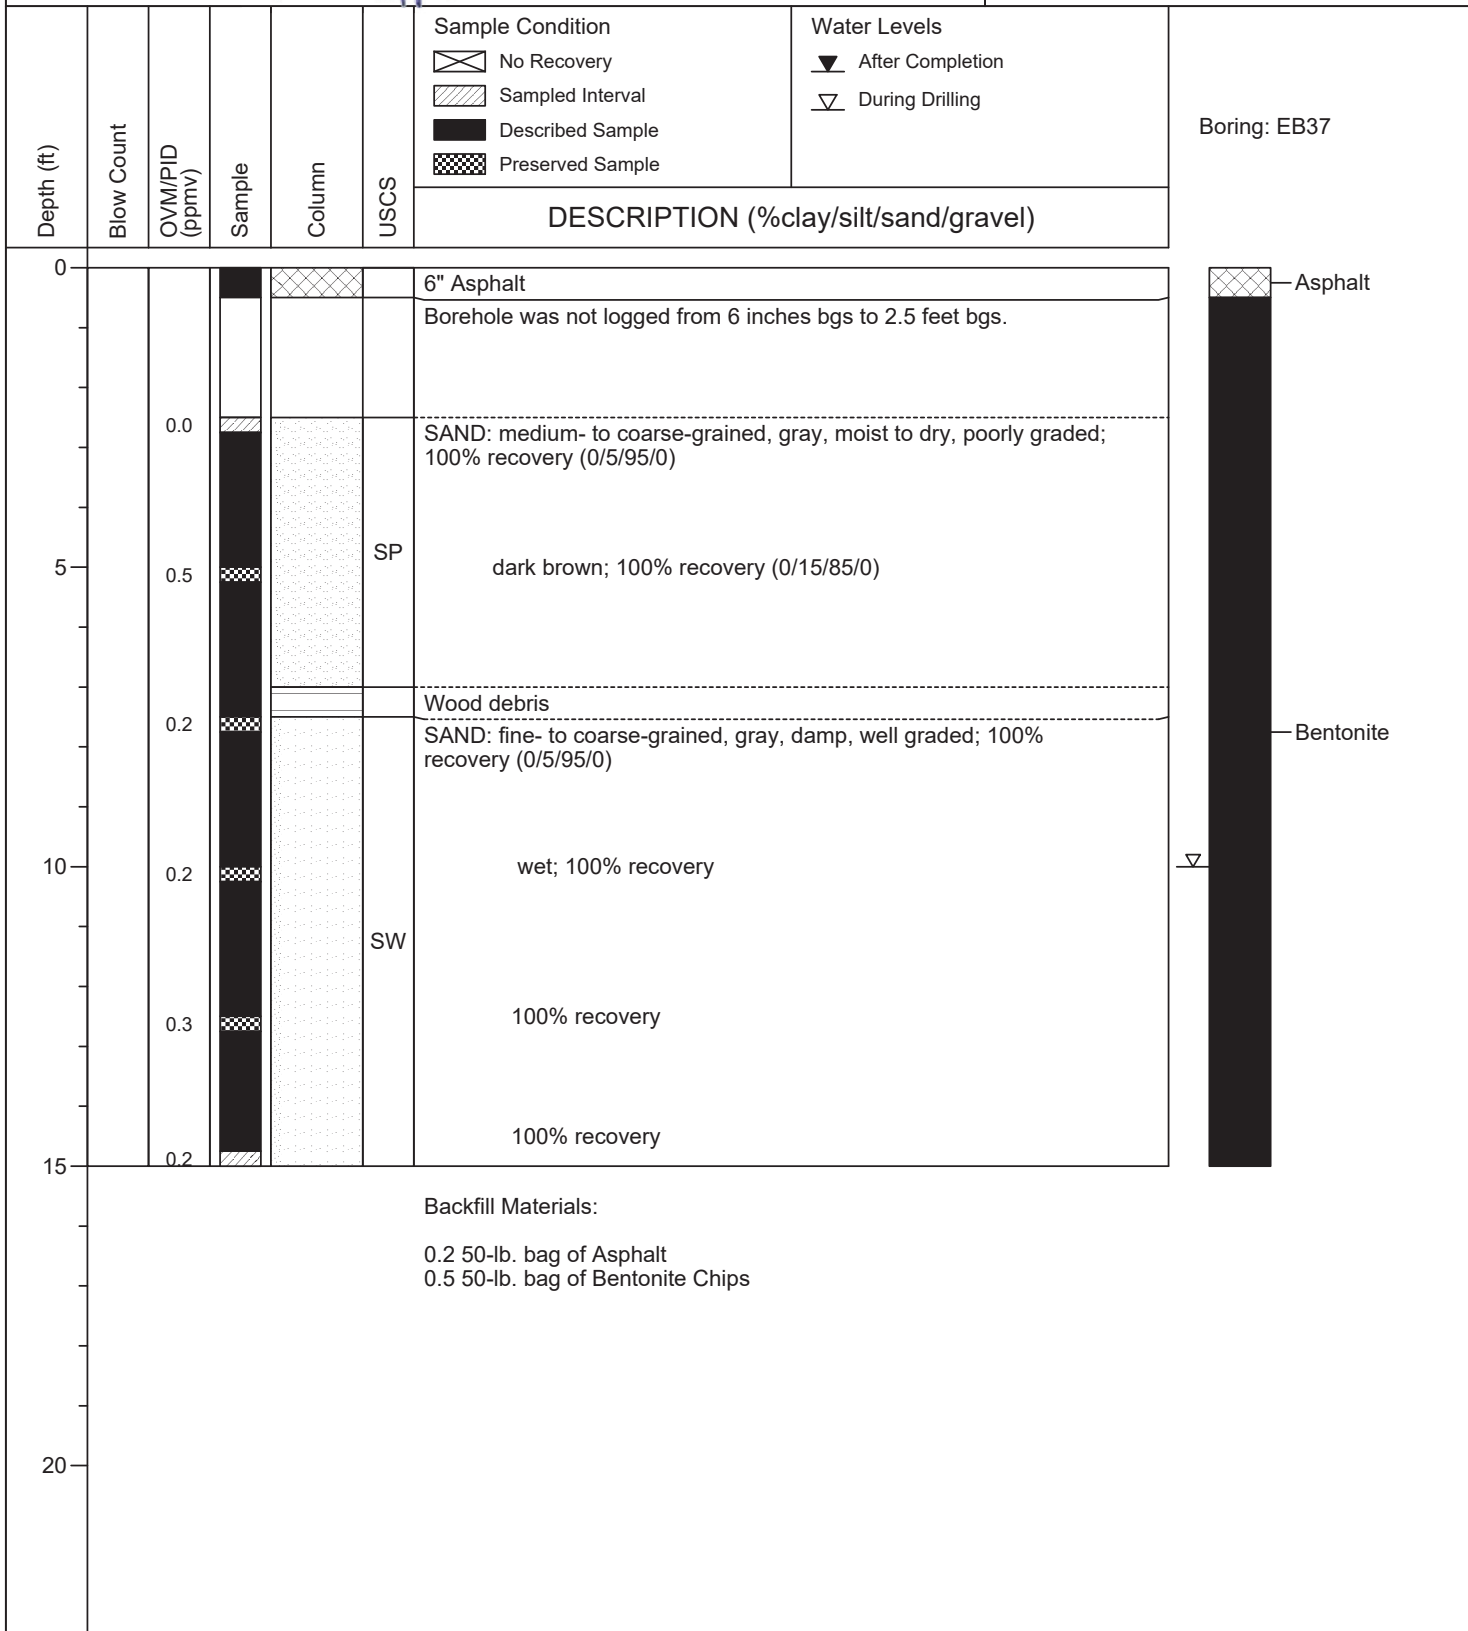 Sample Condition
No Recovery
Sampled Interval
Described Sample
Preserved Sample
Water Levels
After Completion
During Drilling
Boring: EB37
Depth (ft)
Blow Count
OVM/PID
(ppmv)
Sample
Column
USCS
DESCRIPTION (%clay/silt/sand/gravel)
0
6" Asphalt
Asphalt
Borehole was not logged from 6 inches bgs to 2.5 feet bgs.
0.0
SAND: medium- to coarse-grained, gray, moist to dry, poorly graded;
100% recovery (0/5/95/0)
SP
5
0.5
dark brown; 100% recovery (0/15/85/0)
Wood debris
0.2
SAND: fine- to coarse-grained, gray, damp, well graded; 100%
recovery (0/5/95/0)
Bentonite
10
0.2
wet; 100% recovery
SW
0.3
100% recovery
100% recovery
0.2
15
Backfill Materials:
0.2 50-lb. bag of Asphalt
0.5 50-lb. bag of Bentonite Chips
20